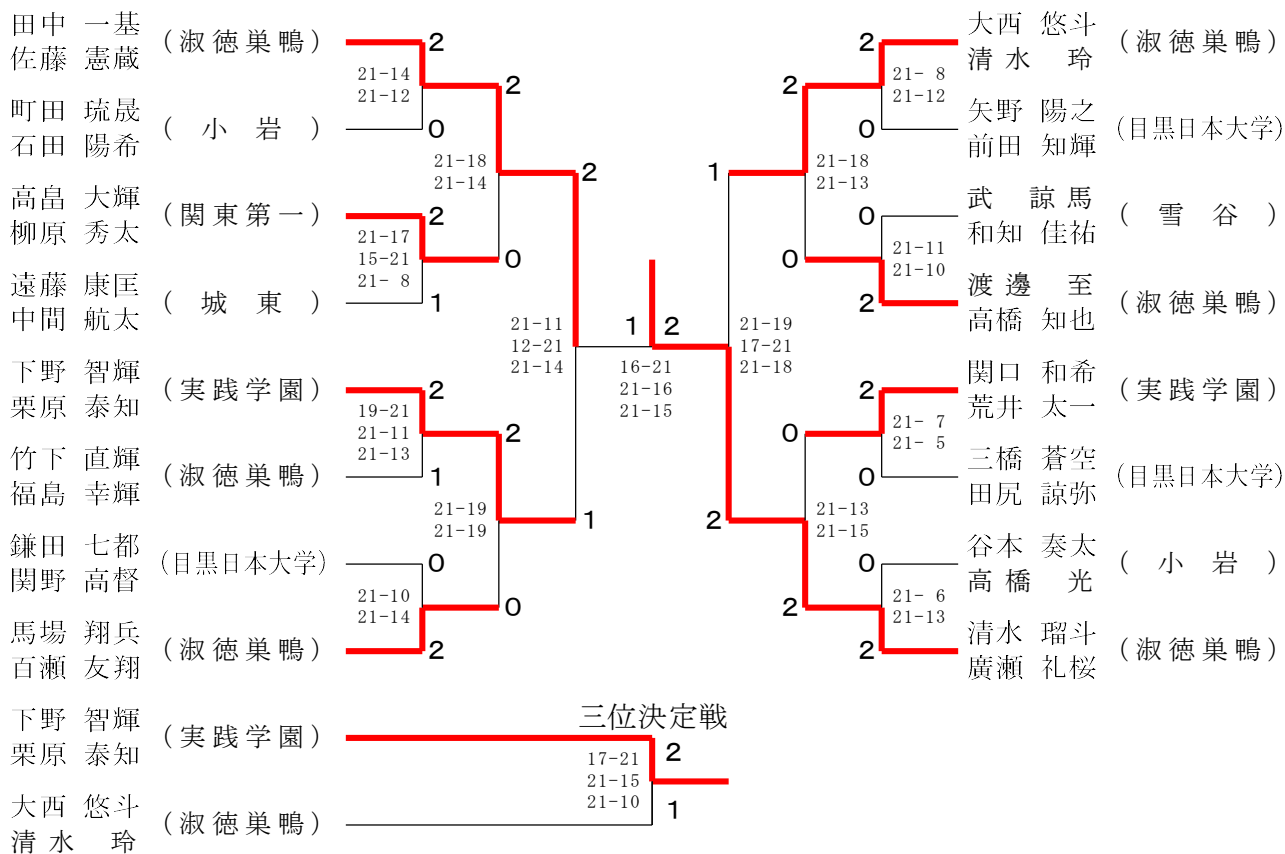 田中 一基
佐藤 憲蔵
(淑徳巣鴨)
2
21-14
21-12
町田 琉晟
石田 陽希
(小岩)
0
2
21-18
21-14
高畠 大輝
柳原 秀太
(関東第一)
2
21-17
15-21
21- 8
0
遠藤 康匡
中間 航太
(城東)
1
2
21-11
12-21
21-14
下野 智輝
栗原 泰知
(実践学園)
2
19-21
21-11
21-13
2
竹下 直輝
福島 幸輝
(淑徳巣鴨)
1
21-19
21-19
1
鎌田 七都
関野 高督
(目黒日本大学)
0
21-10
21-14
0
馬場 翔兵
百瀬 友翔
(淑徳巣鴨)
2
1 2
16-21
21-16
21-15
大西 悠斗
清水 玲
(淑徳巣鴨)
2
21- 8
21-12
2
矢野 陽之
前田 知輝
(目黒日本大学)
0
21-18
21-13
1
武 諒馬
和知 佳祐
(雪谷)
0
21-11
21-10
0
渡邊 至
高橋 知也
(淑徳巣鴨)
2
21-19
17-21
21-18
関口 和希
荒井 太一
(実践学園)
2
21- 7
21- 5
0
三橋 蒼空
田尻 諒弥
(目黒日本大学)
0
21-13
21-15
2
谷本 奏太
高橋 光
(小岩)
0
21- 6
21-13
2
清水 瑠斗
廣瀬 礼桜
(淑徳巣鴨)
2
三位決定戦
下野 智輝
栗原 泰知
(実践学園)
2
17-21
21-15
21-10
大西 悠斗
清水 玲
(淑徳巣鴨)
1